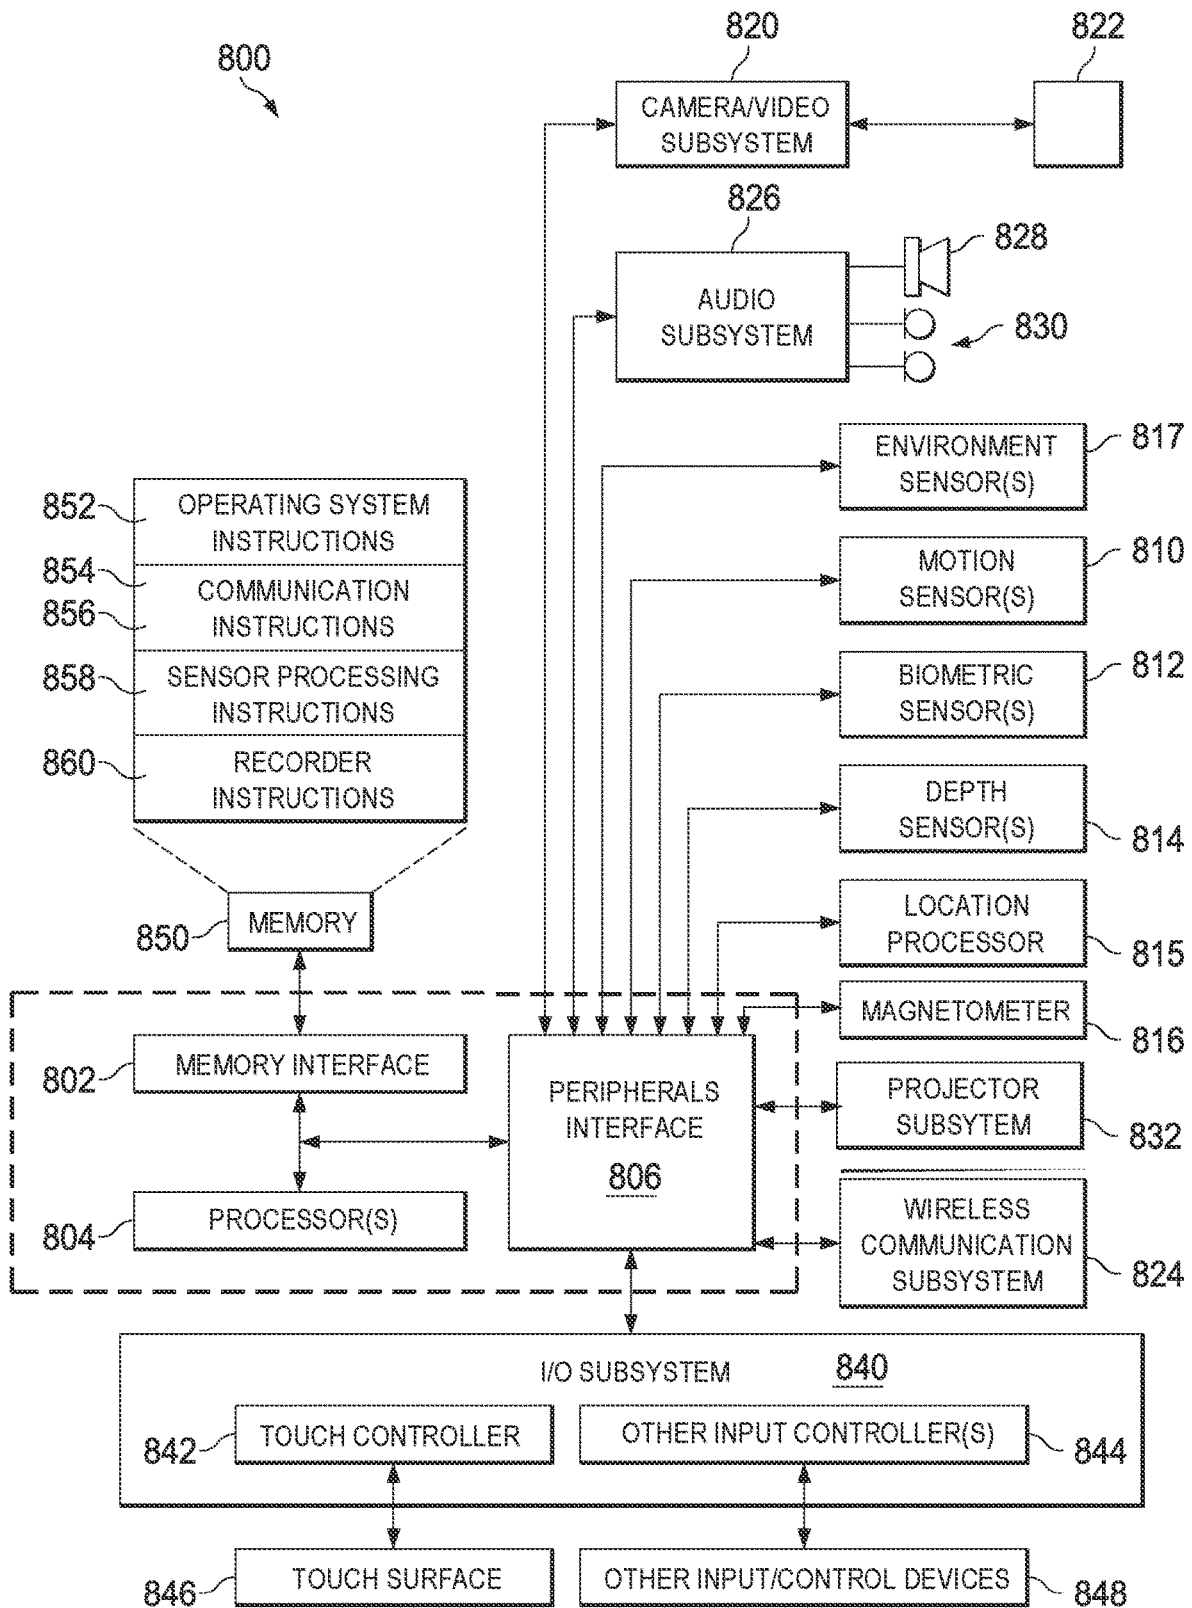 800
820
822
CAMERA/VIDEO
SUBSYSTEM
826
828
AUDIO
SUBSYSTEM
830
ENVIRONMENT
SENSOR(S)
817
852
OPERATING SYSTEM
INSTRUCTIONS
854
COMMUNICATION
INSTRUCTIONS
856
858
SENSOR PROCESSING
INSTRUCTIONS
860
RECORDER
INSTRUCTIONS
MOTION
SENSOR(S)
810
BIOMETRIC
SENSOR(S)
812
DEPTH
SENSOR(S)
814
850
MEMORY
LOCATION
PROCESSOR
815
802
MEMORY INTERFACE
PERIPHERALS
INTERFACE
806
MAGNETOMETER
816
PROJECTOR
SUBSYTEM
832
804
PROCESSOR(S)
WIRELESS
COMMUNICATION
SUBSYSTEM
824
I/O SUBSYSTEM 840
842
TOUCH CONTROLLER
OTHER INPUT CONTROLLER(S)
844
846
TOUCH SURFACE
OTHER INPUT/CONTROL DEVICES
848